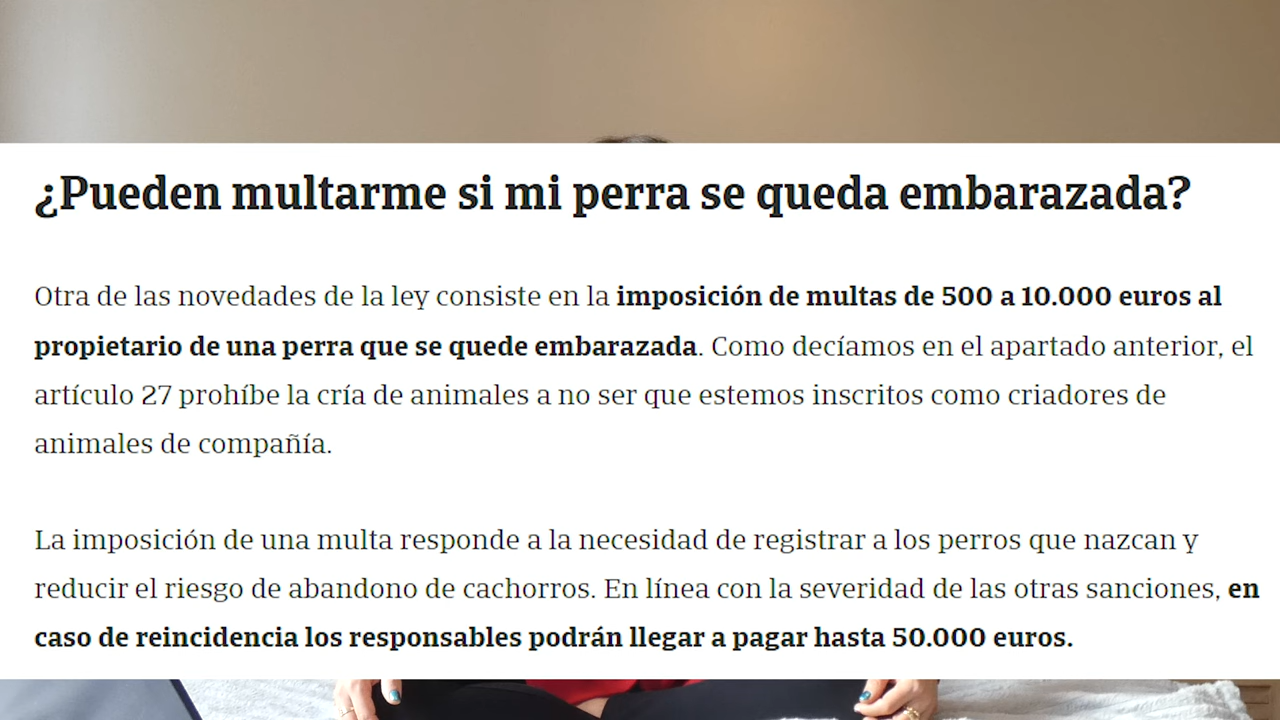 ¿Pueden multarme si mi perra se queda embarazada?
Otra de las novedades de la ley consiste en la imposición de multas de 500 a 10.000 euros al
propietario de una perra que se quede embarazada. Como decíamos en el apartado anterior, el
artículo 27 prohíbe la cría de animales a no ser que estemos inscritos como criadores de
animales de compañía.
La imposición de una multa responde a la necesidad de registrar a los perros que nazcan y
reducir el riesgo de abandono de cachorros. En línea con la severidad de las otras sanciones, en
caso de reincidencia los responsables podrán llegar a pagar hasta 50.000 euros.